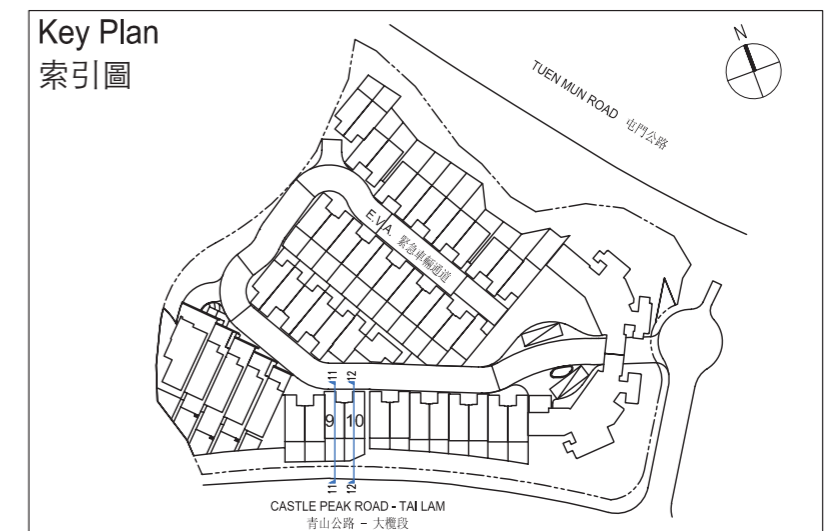 Key Plan
索引圖
N
TUEN MUN ROAD 屯門公路
E.V.A. 緊急車輛通道
11 12
9 10
11 12
CASTLE PEAK ROAD - TAI LAM
青山公路 - 大欖段